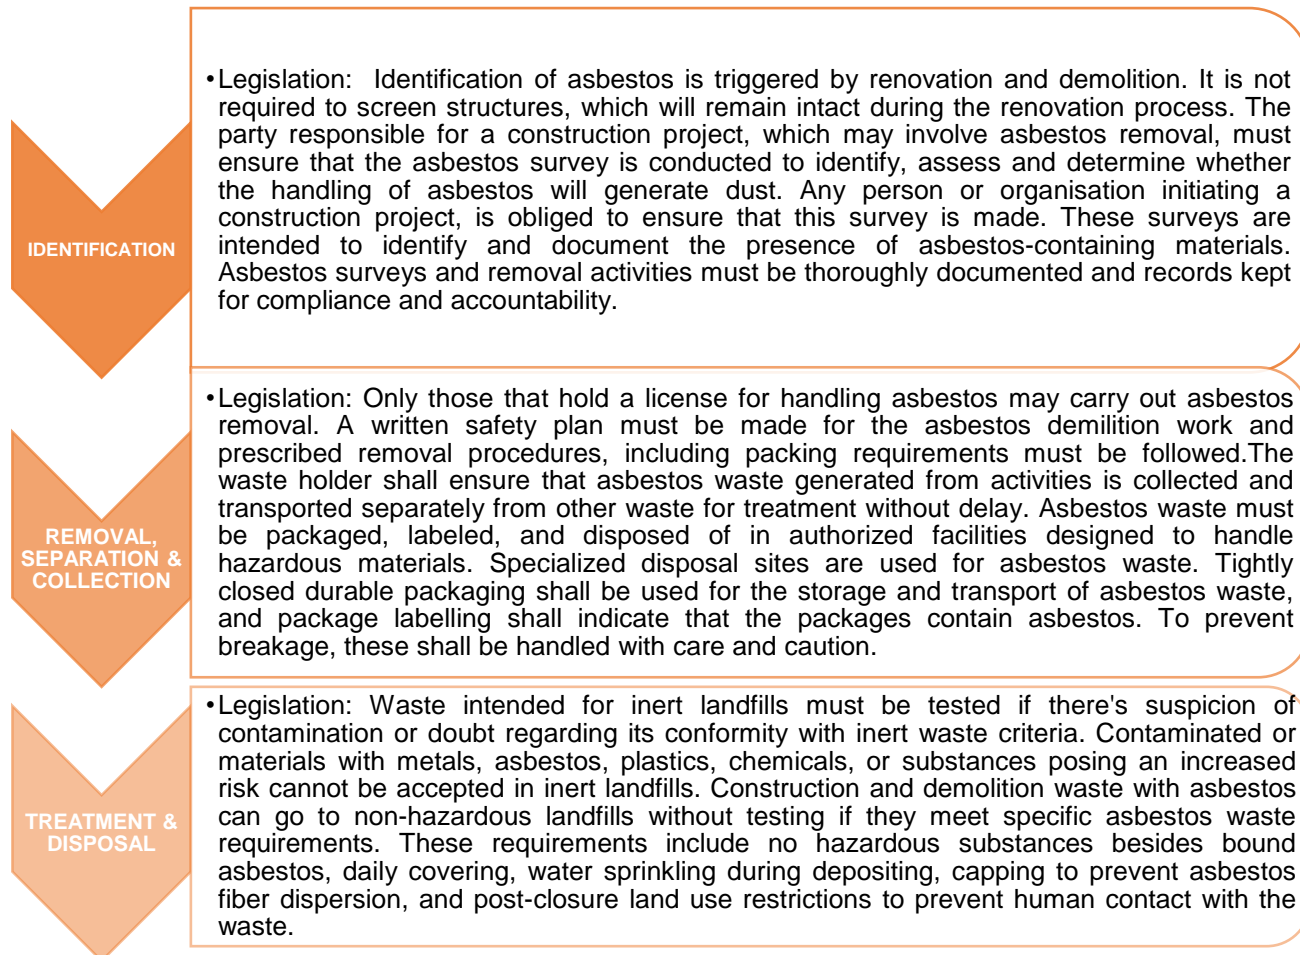 IDENTIFICATION
•Legislation: Identification of asbestos is triggered by renovation and demolition. It is not
required to screen structures, which will remain intact during the renovation process. The
party responsible for a construction project, which may involve asbestos removal, must
ensure that the asbestos survey is conducted to identify, assess and determine whether
the handling of asbestos will generate dust. Any person or organisation initiating a
construction project, is obliged to ensure that this survey is made. These surveys are
intended to identify and document the presence of asbestos-containing materials.
Asbestos surveys and removal activities must be thoroughly documented and records kept
for compliance and accountability.
REMOVAL,
SEPARATION &
COLLECTION
•Legislation: Only those that hold a license for handling asbestos may carry out asbestos
removal. A written safety plan must be made for the asbestos demilition work and
prescribed removal procedures, including packing requirements must be followed.The
waste holder shall ensure that asbestos waste generated from activities is collected and
transported separately from other waste for treatment without delay. Asbestos waste must
be packaged, labeled, and disposed of in authorized facilities designed to handle
hazardous materials. Specialized disposal sites are used for asbestos waste. Tightly
closed durable packaging shall be used for the storage and transport of asbestos waste,
and package labelling shall indicate that the packages contain asbestos. To prevent
breakage, these shall be handled with care and caution.
TREATMENT &
DISPOSAL
•Legislation: Waste intended for inert landfills must be tested if there's suspicion of
contamination or doubt regarding its conformity with inert waste criteria. Contaminated or
materials with metals, asbestos, plastics, chemicals, or substances posing an increased
risk cannot be accepted in inert landfills. Construction and demolition waste with asbestos
can go to non-hazardous landfills without testing if they meet specific asbestos waste
requirements. These requirements include no hazardous substances besides bound
asbestos, daily covering, water sprinkling during depositing, capping to prevent asbestos
fiber dispersion, and post-closure land use restrictions to prevent human contact with the
waste.